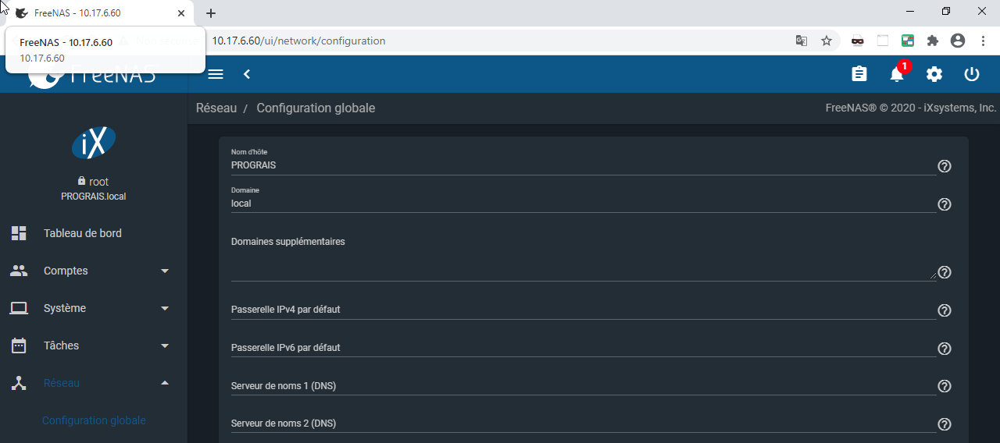 FreeNAS - 10.17.6.60
FreeNAS - 10.17.6.60
10.17.6.60
10.17.6.60/ui/network/configuration
FreeNAS
1
Réseau / Configuration globale
FreeNAS® © 2020 - iXsystems, Inc.
iX
root
PROGRAIS.local
Tableau de bord
Comptes
Système
Tâches
Réseau
Configuration globale
Nom d'hôte
PROGRAIS
Domaine
local
Domaines supplémentaires
Passerelle IPv4 par défaut
Passerelle IPv6 par défaut
Serveur de noms 1 (DNS)
Serveur de noms 2 (DNS)